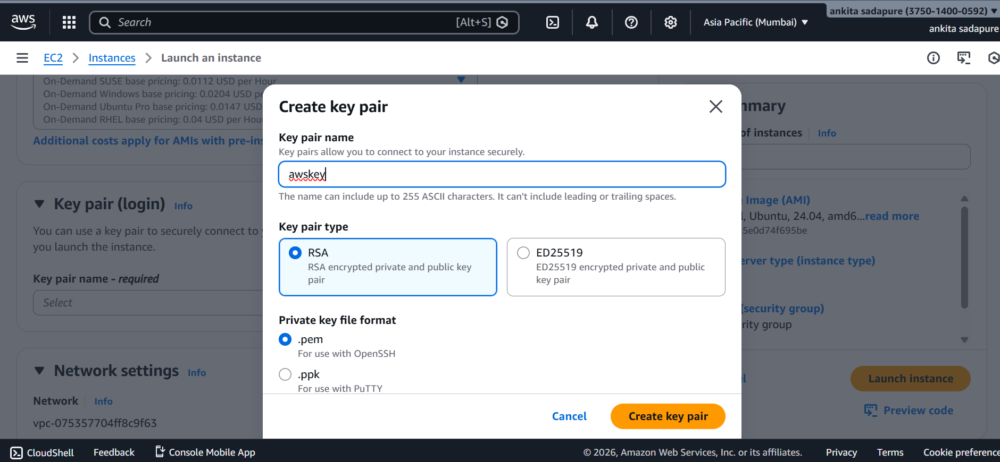 aws
Search
[Alt+S]
Asia Pacific (Mumbai)
ankita sadapure (3750-1400-0592)
ankita sadapure
EC2
Instances
Launch an instance
On-Demand SUSE base pricing: 0.0112 USD per Hour
On-Demand Windows base pricing: 0.0204 USD
On-Demand Ubuntu Pro base pricing: 0.0147 USD
On-Demand RHEL base pricing: 0.04 USD per Hou
Additional costs apply for AMIs with pre-ins
Key pair (login)
Info
You can use a key pair to securely connect to
you launch the instance.
Key pair name - required
Select
Network settings
Info
Network
Info
vpc-075357704ff8c9f63
Create key pair
Key pair name
Key pairs allow you to connect to your instance securely.
awskey
The name can include up to 255 ASCII characters. It can't include leading or trailing spaces.
Key pair type
RSA
RSA encrypted private and public key
pair
ED25519
ED25519 encrypted private and public
key pair
Private key file format
.pem
For use with OpenSSH
.ppk
For use with PuTTY
Cancel
Create key pair
mmary
of instances
Info
Image (AMI)
, Ubuntu, 24.04, amd6...read more
5e0d74f695be
erver type (instance type)
(security group)
rity group
Launch instance
Preview code
CloudShell
Feedback
Console Mobile App
© 2026, Amazon Web Services, Inc. or its affiliates.
Privacy
Terms
Cookie preference